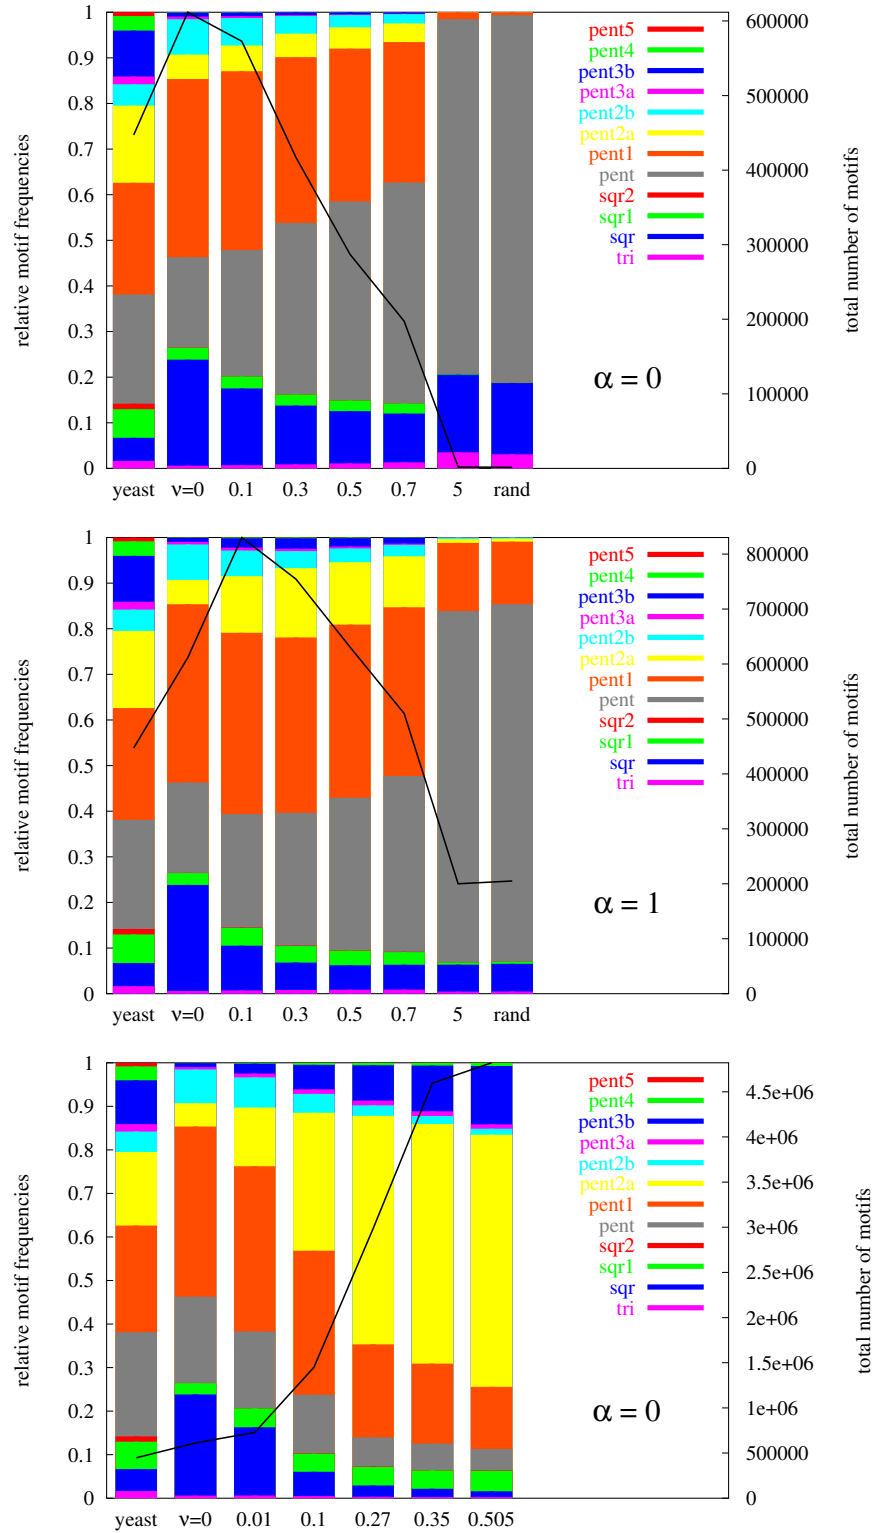 1
0.9
0.8
0.7
0.6
0.5
0.4
0.3
0.2
0.1
0
relative motif frequencies
yeast ν=0 0.1 0.3 0.5 0.7 5 rand
pent5
pent4
pent3b
pent3a
pent2b
pent2a
pent1
pent
sqr2
sqr1
sqr
tri
α = 0
600000
500000
400000
300000
200000
100000
0
total number of motifs
1
0.9
0.8
0.7
0.6
0.5
0.4
0.3
0.2
0.1
0
relative motif frequencies
yeast ν=0 0.1 0.3 0.5 0.7 5 rand
pent5
pent4
pent3b
pent3a
pent2b
pent2a
pent1
pent
sqr2
sqr1
sqr
tri
α = 1
800000
700000
600000
500000
400000
300000
200000
100000
0
total number of motifs
1
0.9
0.8
0.7
0.6
0.5
0.4
0.3
0.2
0.1
0
relative motif frequencies
yeast ν=0 0.01 0.1 0.27 0.35 0.505
pent5
pent4
pent3b
pent3a
pent2b
pent2a
pent1
pent
sqr2
sqr1
sqr
tri
α = 0
4.5e+06
4e+06
3.5e+06
3e+06
2.5e+06
2e+06
1.5e+06
1e+06
500000
0
total number of motifs